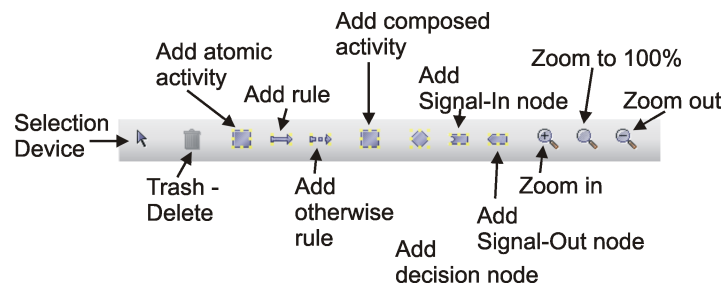 Add composed
activity
Add atomic
activity
Zoom to 100%
Add
Signal-In node
Add rule
Zoom out
Selection
Device
Trash -
Delete
Add
otherwise
rule
Zoom in
Add
Signal-Out node
Add
decision node